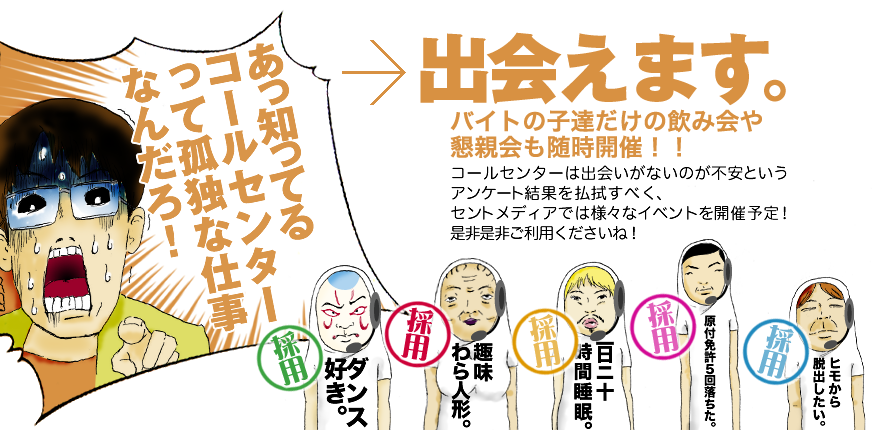 あっ知ってる
コールセンター
って孤独な仕事
なんだろ！
→出会えます。
バイトの子達だけの飲み会や
懇親会も随時開催！！
コールセンターは出会いがないのが不安という
アンケート結果を払拭すべく、
セントメディアでは様々なイベントを開催予定！
是非是非ご利用くださいね！
採用
ダンス
好き。
採用
趣味
わら人形。
採用
一日二十
時間睡眠。
採用
原付免許５回落ちた。
採用
ヒモから
脱出したい。